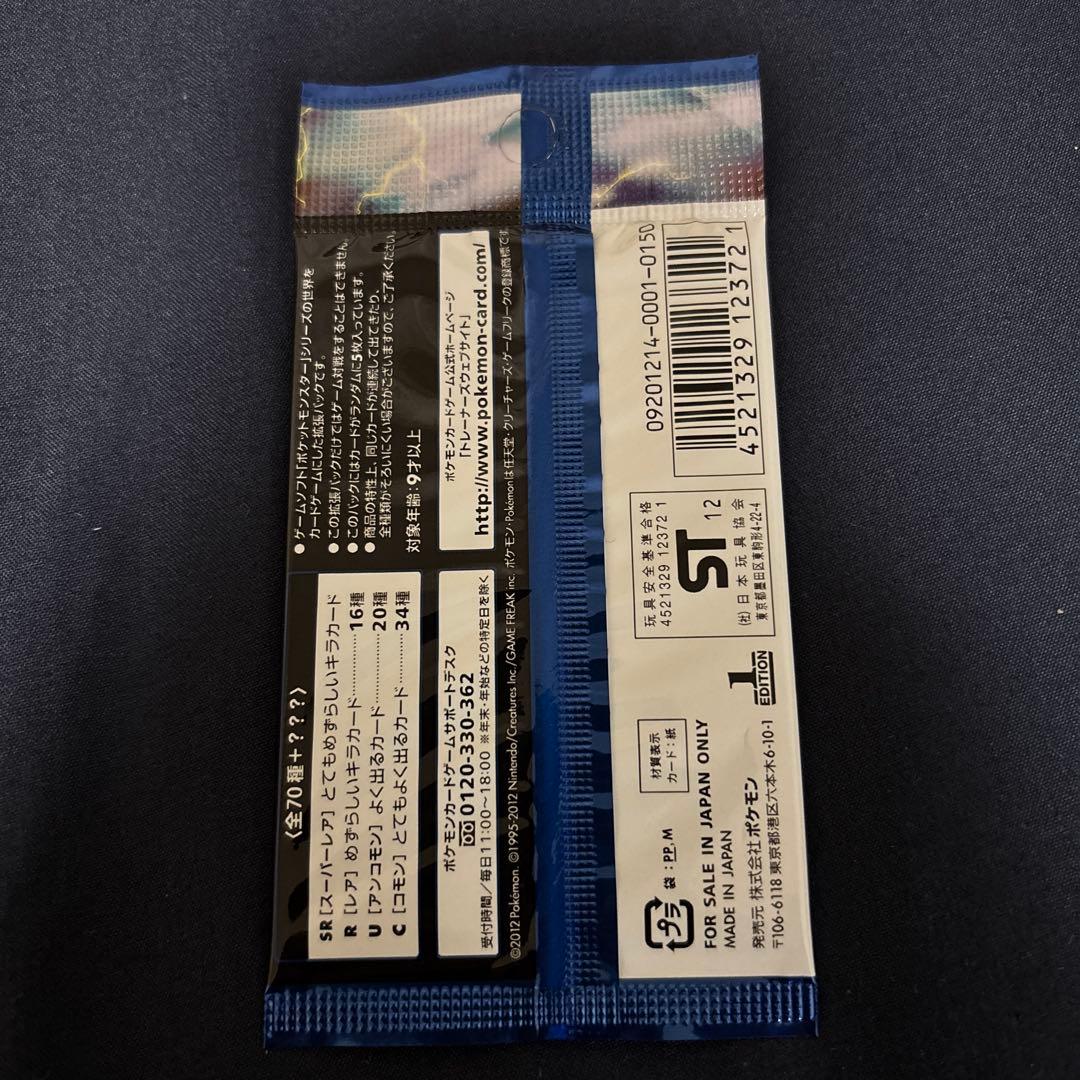 ●ゲームソフト「ポケットモンスター」シリーズの世界を
カードゲームにした拡張パックです。
●この拡張パックだけではゲーム対戦をすることはできません。
●このパックにはカードがランダムに5枚入っています。
●商品の特性上、同じカードが連続して出てきたり、
全種類がそろいにくい場合がございますので、ご了承ください。
対象年齢:9才以上
ポケモンカードゲーム公式ホームページ
「トレーナーズウェブサイト」
http://www.pokemon-card.com/
〈全70種+???〉
SR[スーパーレア]とてもめずらしいキラカード
R [レア]めずらしいキラカード…………16種
U [アンコモン]よく出るカード…………20種
C [コモン]とてもよく出るカード………34種
ポケモンカードゲームサポートデスク
0120-330-362
受付時間/毎日11:00〜18:00 ※年末・年始などの特定日を除く
©2012 Pokémon. ©1995-2012 Nintendo/Creatures Inc./GAME FREAK inc. ポケモン・Pokémonは任天堂・クリーチャーズ・ゲームフリークの登録商標です
09201214-0001-0150
4521329123721
玩具安全基準合格
4521329 12372 1
ST 12
(社)日本玩具協会
東京都墨田区東駒形4-22-4
1
EDITION
材質表示
カード:紙
プラ
袋:PP,M
FOR SALE IN JAPAN ONLY
MADE IN JAPAN
発売元 株式会社ポケモン
〒106-6118 東京都港区六本木6-10-1